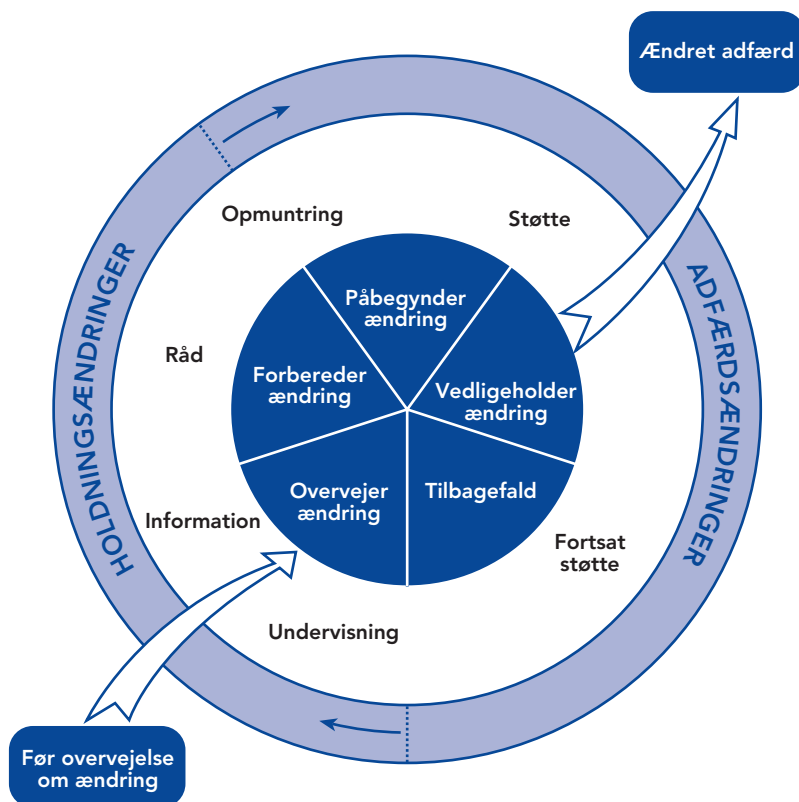 Ændret adfærd
HOLDNINGSÆNDRINGER
ADFÆRDSÆNDRINGER
Opmuntring
Støtte
Råd
Information
Undervisning
Fortsat
støtte
Påbegynder
ændring
Forbereder
ændring
Vedligeholder
ændring
Overvejer
ændring
Tilbagefald
Før overvejelse
om ændring